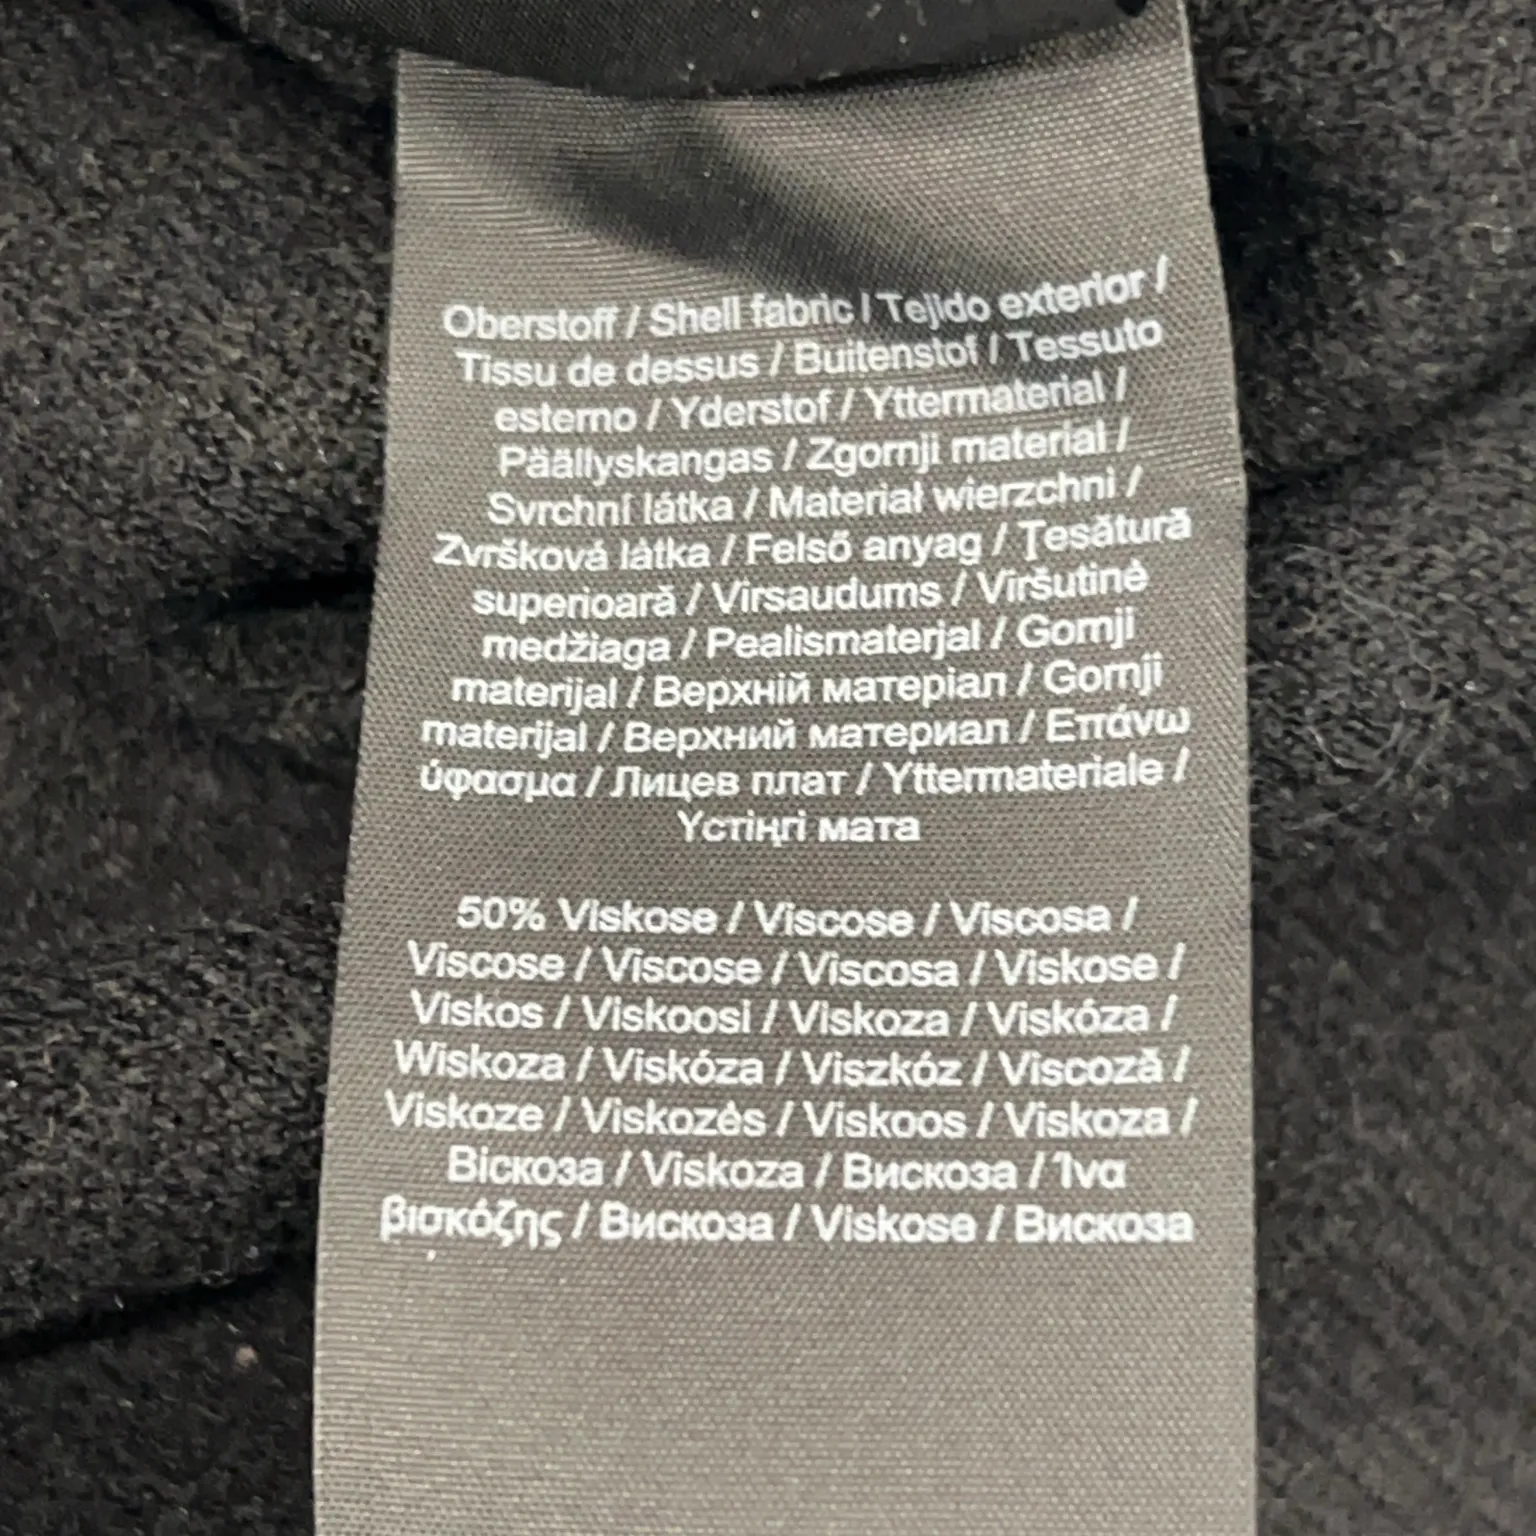 Oberstoff / Shell fabric / Tejido exterior /
Tissu de dessus / Buitenstof / Tessuto
esterno / Yderstof / Yttermaterial /
Päällyskangas / Zgornji material /
Svrchní látka / Materiał wierzchni /
Zvršková látka / Felső anyag / Ţesătură
superioară / Virsaudums / Viršutinė
medžiaga / Pealismaterjal / Gornji
materijal / Верхній матеріал / Gornji
materijal / Верхний материал / Επάνω
ύφασμα / Лицев плат / Yttermateriale /
Үстіңгі мата
50% Viskose / Viscose / Viscosa /
Viscose / Viscose / Viscosa / Viskose /
Viskos / Viskoosi / Viskoza / Viskóza /
Wiskoza / Viskóza / Viszkóz / Viscoză /
Viskoze / Viskozės / Viskoos / Viskoza /
Віскоза / Viskoza / Вискоза / Ίνα
βισκόζης / Вискоза / Viskose / Вискоза